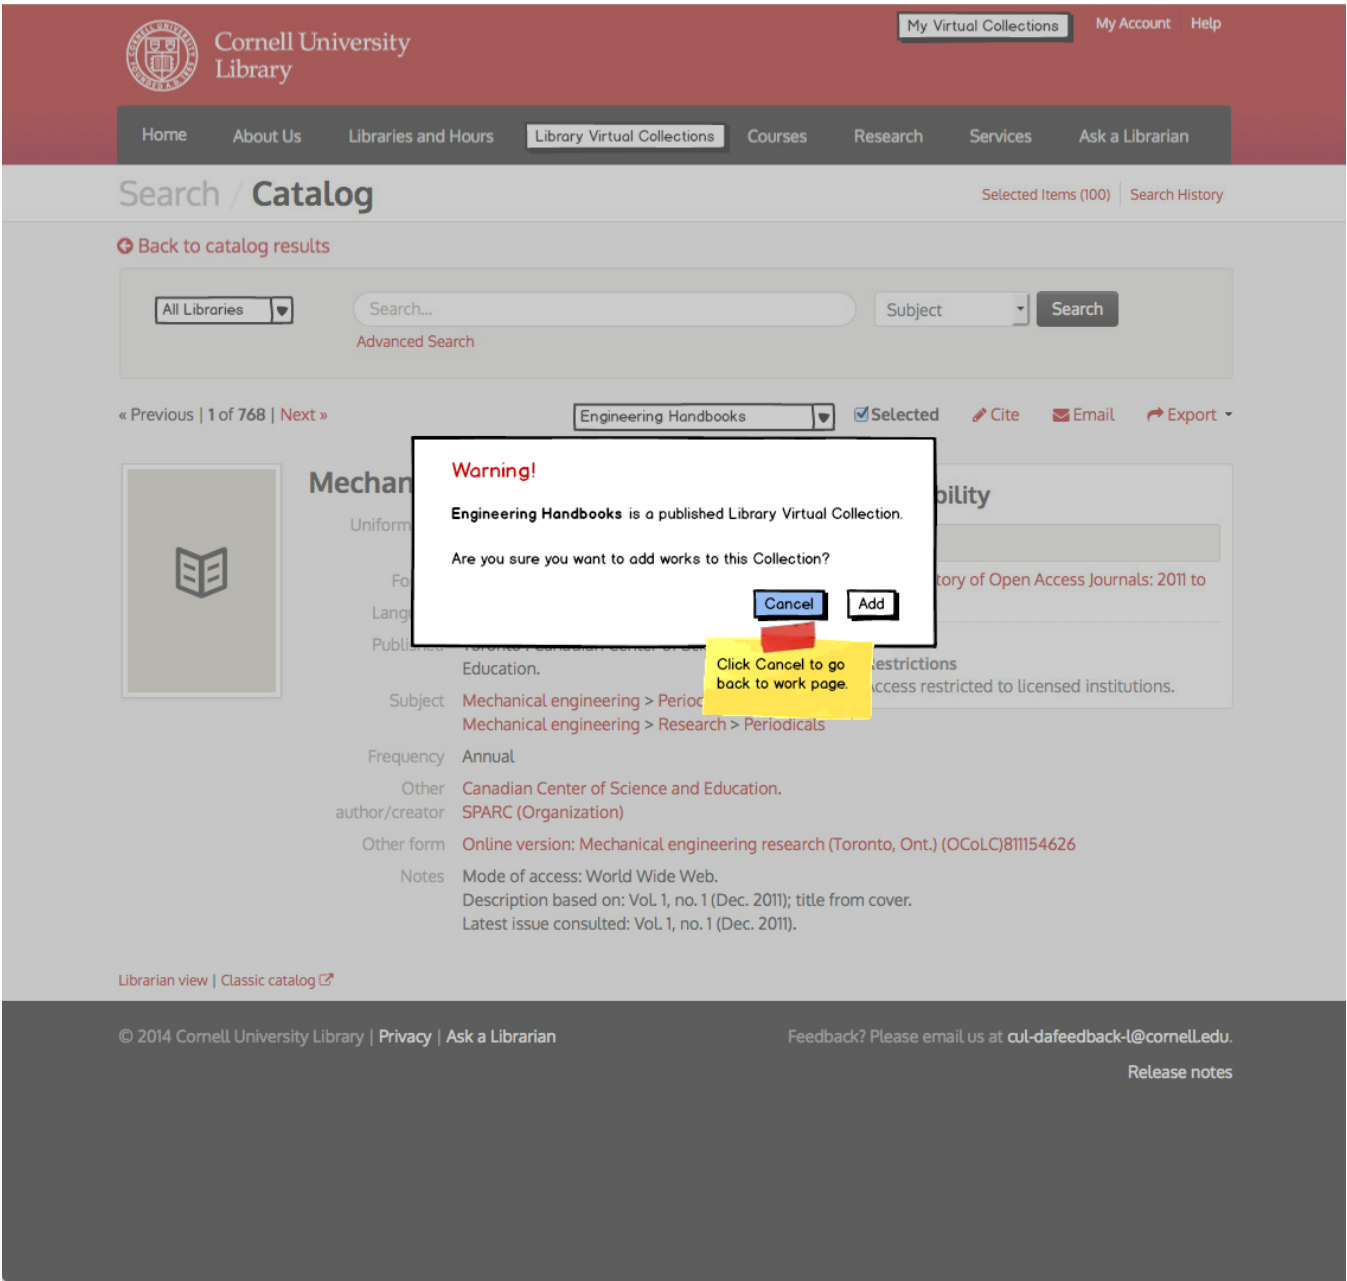 Cornell University
Library
My Virtual Collections
My Account
Help
Home
About Us
Libraries and Hours
Library Virtual Collections
Courses
Research
Services
Ask a Librarian
Search / Catalog
Selected Items (100)
Search History
Back to catalog results
All Libraries
Search...
Subject
Search
Advanced Search
« Previous | 1 of 768 | Next »
Engineering Handbooks
Selected
Cite
Email
Export
Warning!
Engineering Handbooks is a published Library Virtual Collection.
Are you sure you want to add works to this Collection?
Cancel
Add
Click Cancel to go
back to work page.
Mechan
Uniform
of Open Access Journals: 2011 to
Restrictions
Access restricted to licensed institutions.
Published
Education.
Subject Mechanical engineering >
Mechanical engineering > Research > Periodicals
Frequency Annual
Other Canadian Center of Science and Education.
author/creator SPARC (Organization)
Other form Online version: Mechanical engineering research (Toronto, Ont.) (OCoLC)811154626
Notes Mode of access: World Wide Web.
Description based on: Vol. 1, no. 1 (Dec. 2011); title from cover.
Latest issue consulted: Vol. 1, no. 1 (Dec. 2011).
Librarian view | Classic catalog
© 2014 Cornell University Library | Privacy | Ask a Librarian
Feedback? Please email us at cul-dafeedback-l@cornell.edu.
Release notes